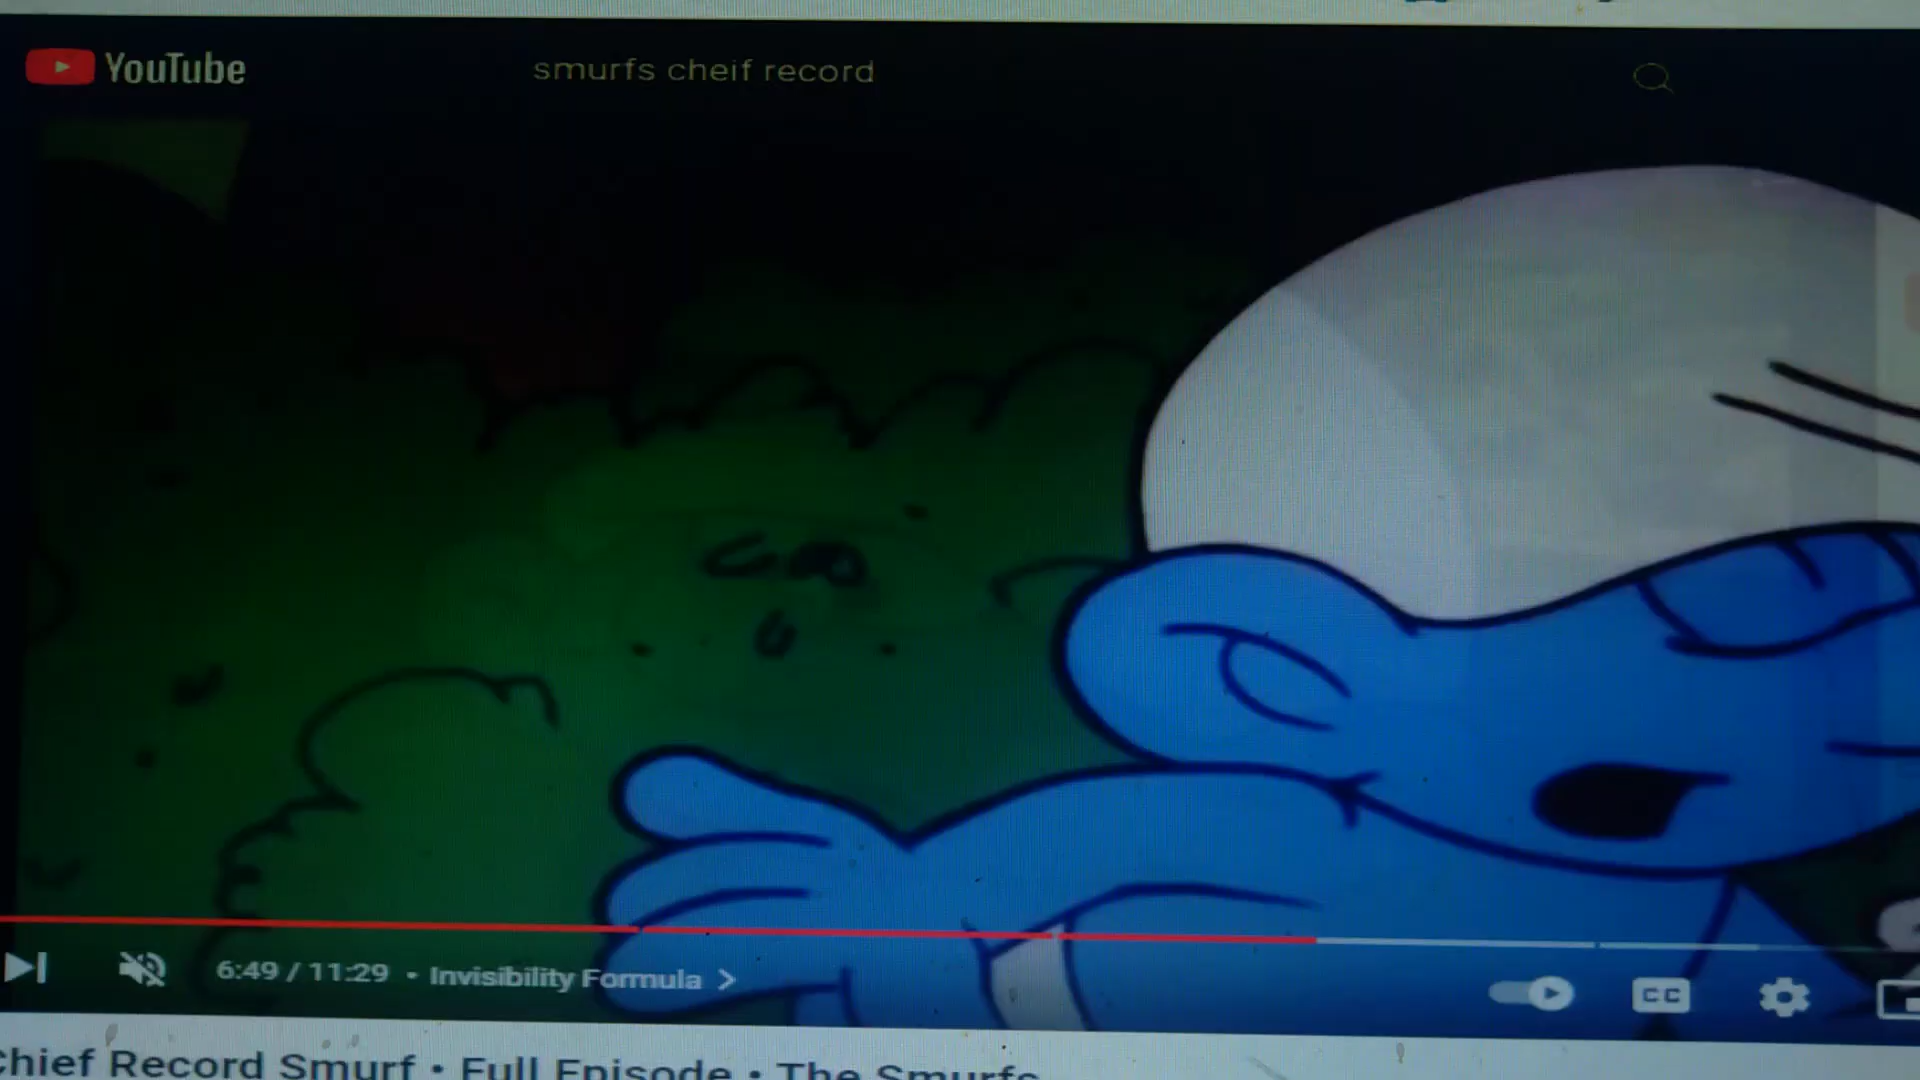 YouTube
smurfs cheif record
6:49 / 11:29 • Invisibility Formula >
CC
Chief Record Smurf • Full Episode • The Smurfs